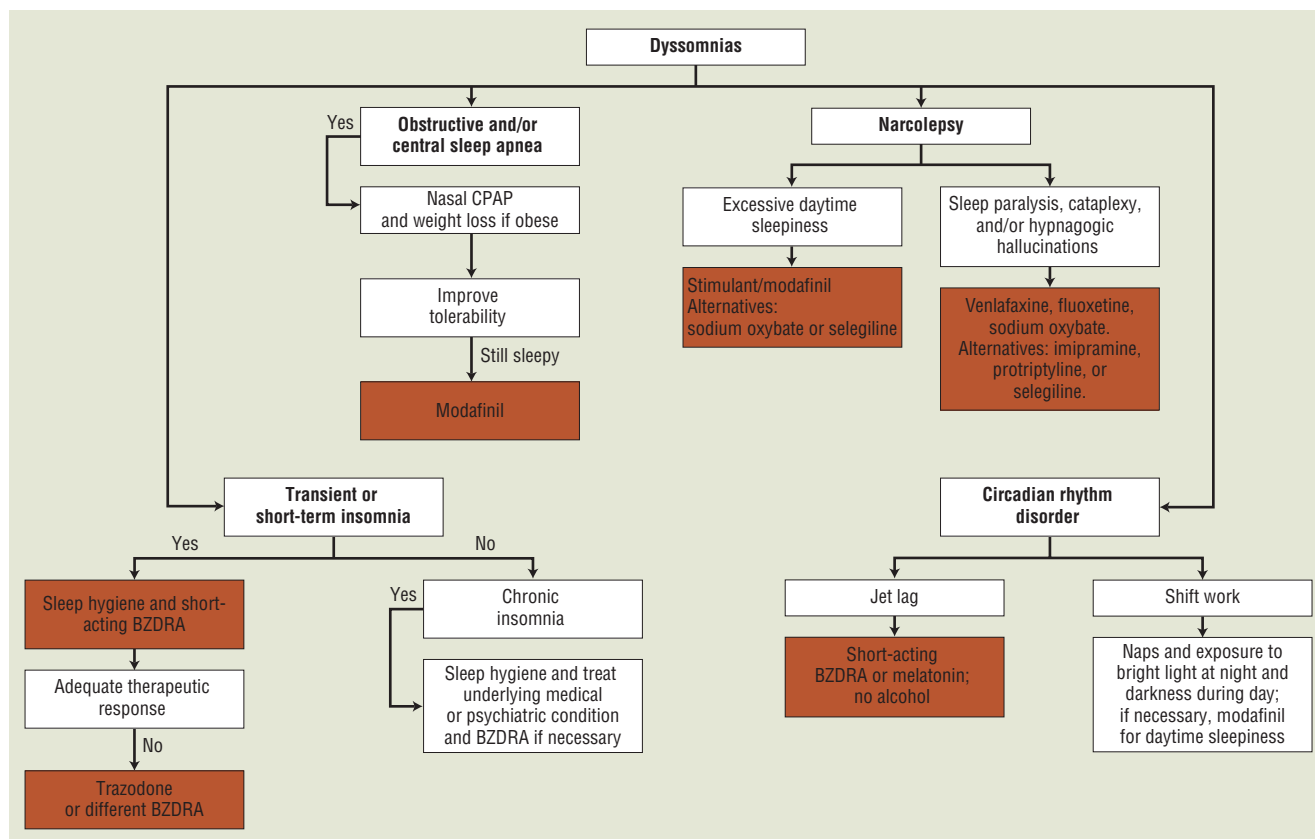 Dyssomnias
Yes
Obstructive and/or
central sleep apnea
Nasal CPAP
and weight loss if obese
Improve
tolerability
Still sleepy
Modafinil
Narcolepsy
Excessive daytime
sleepiness
Stimulant/modafinil
Alternatives:
sodium oxybate or selegiline
Sleep paralysis, cataplexy,
and/or hypnagogic
hallucinations
Venlafaxine, fluoxetine,
sodium oxybate.
Alternatives: imipramine,
protriptyline, or
selegiline.
Transient or
short-term insomnia
Yes
No
Sleep hygiene and short-
acting BZDRA
Adequate therapeutic
response
No
Trazodone
or different BZDRA
Yes
Chronic
insomnia
Sleep hygiene and treat
underlying medical
or psychiatric condition
and BZDRA if necessary
Circadian rhythm
disorder
Jet lag
Short-acting
BZDRA or melatonin;
no alcohol
Shift work
Naps and exposure to
bright light at night and
darkness during day;
if necessary, modafinil
for daytime sleepiness